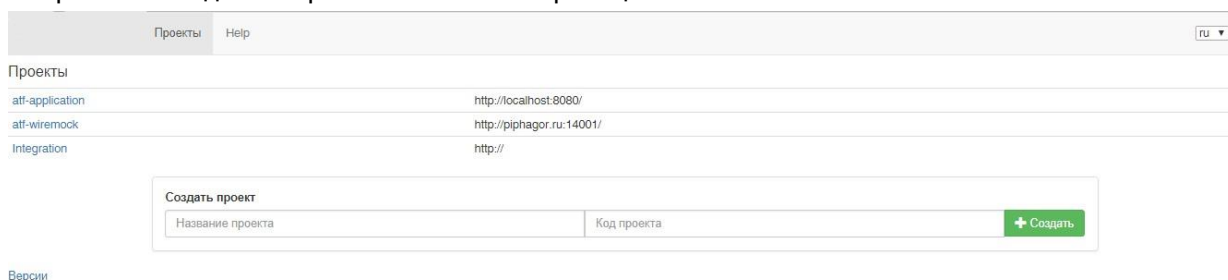 Проекты Help ru
Проекты
atf-application http://localhost:8080/
atf-wiremock http://piphagor.ru:14001/
Integration http://
Создать проект
Название проекта Код проекта Создать
Версии